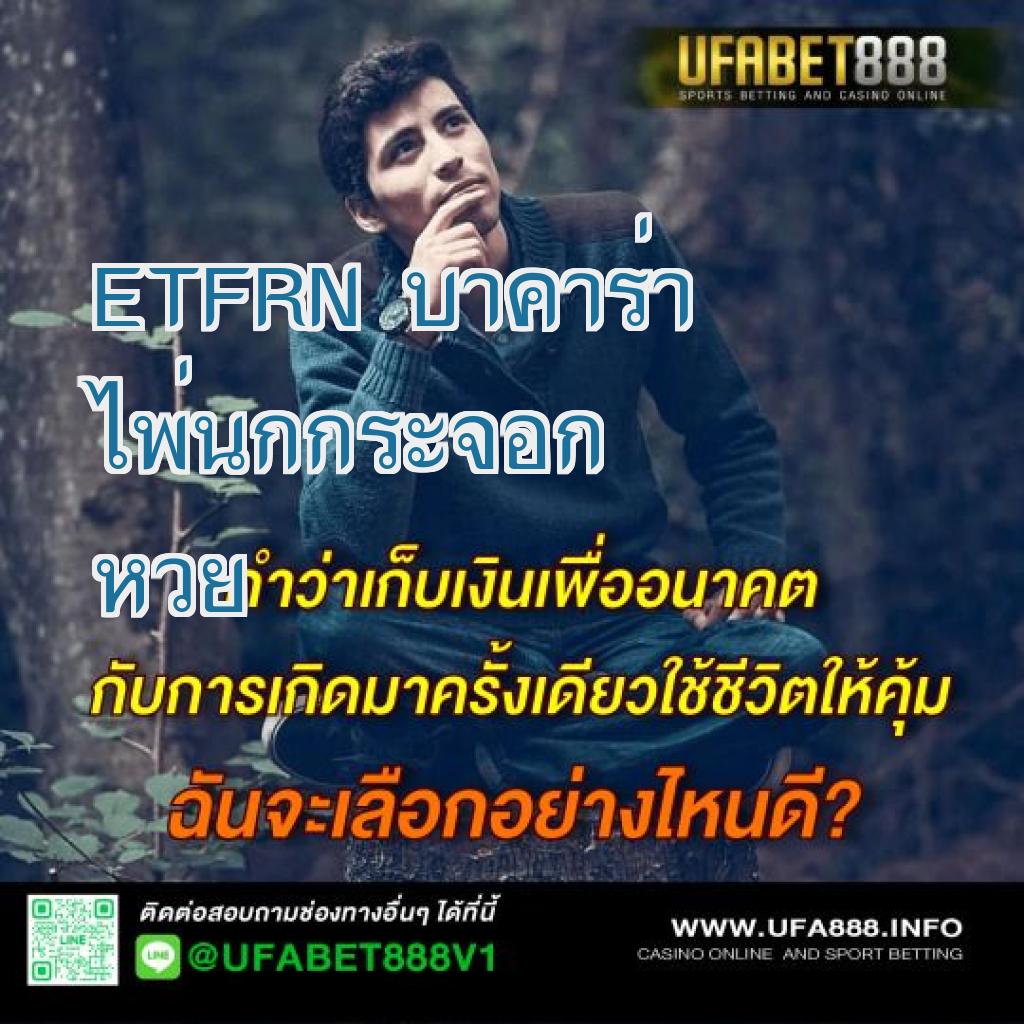 UFABET888
SPORTS BETTING AND CASINO ONLINE
ETFRN บาคาร่า
ไพ่นกกระจอก
หวย
คำว่าเก็บเงินเพื่ออนาคต
กับการเกิดมาครั้งเดียวใช้ชีวิตให้คุ้ม
ฉันจะเลือกอย่างไหนดี?
ติดต่อสอบถามช่องทางอื่นๆ ได้ที่นี้
LINE
LINE @UFABET888V1
WWW.UFA888.INFO
CASINO ONLINE AND SPORT BETTING